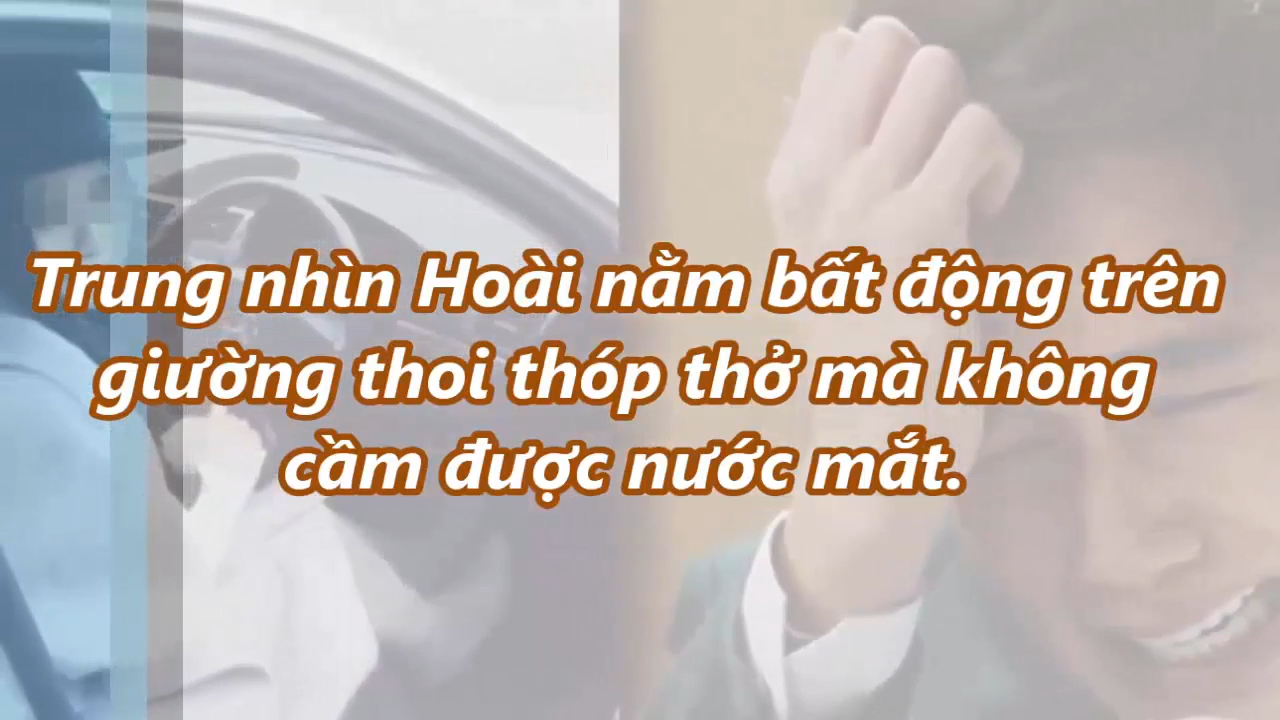 Trung nhìn Hoài nằm bất động trên
giường thoi thóp thở mà không
cầm được nước mắt.